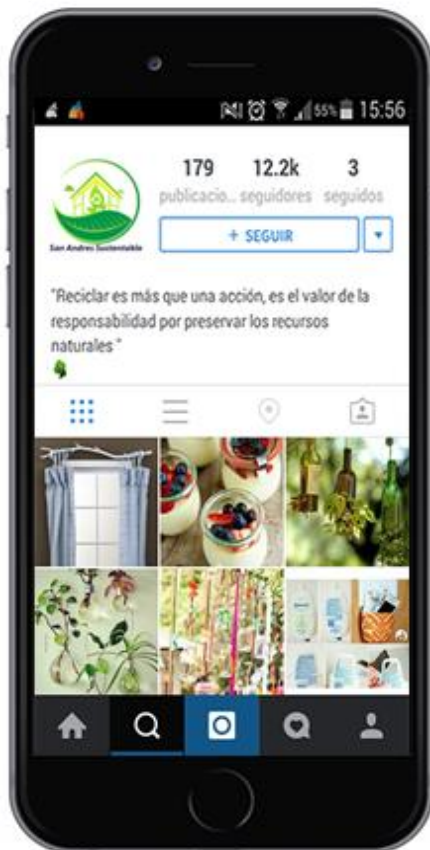 55% 15:56
179 12.2k 3
publicacio... seguidores seguidos
+ SEGUIR
San Andres Sustentable
"Reciclar es más que una acción, es el valor de la
responsabilidad por preservar los recursos
naturales "